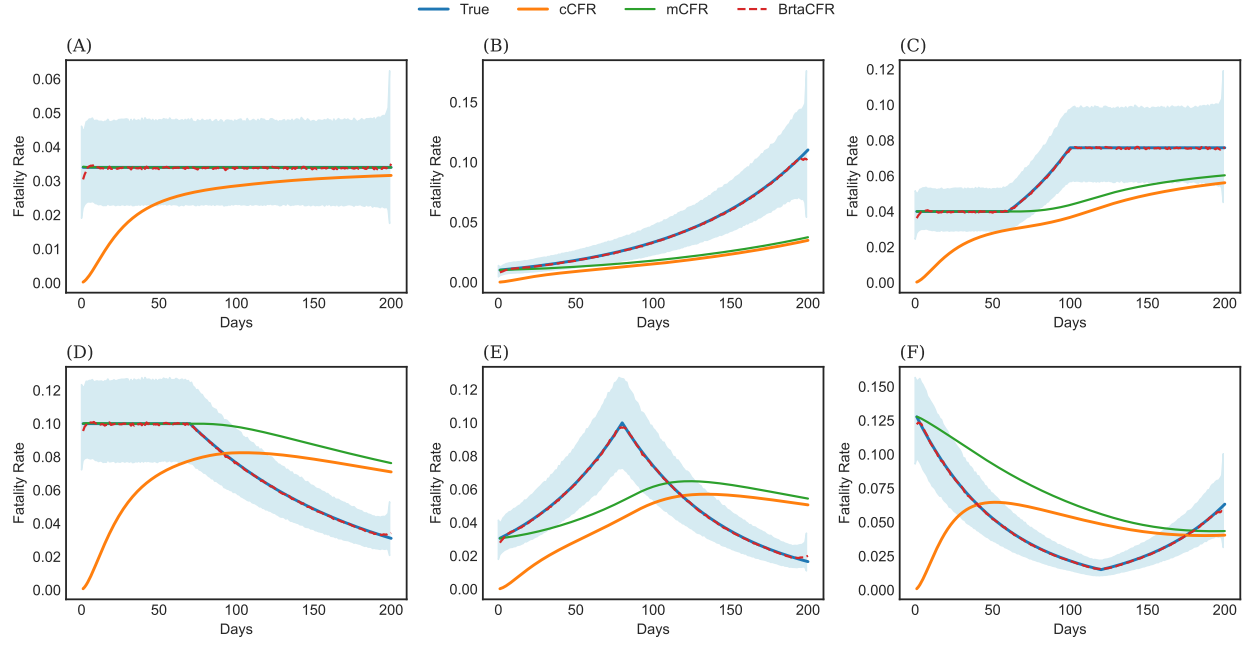 True cCFR mCFR BrtaCFR
(A)
0.06
0.05
0.04
0.03
0.02
0.01
0.00
Fatality Rate
0 50 100 150 200
Days
(B)
0.15
0.10
0.05
0.00
Fatality Rate
0 50 100 150 200
Days
(C)
0.12
0.10
0.08
0.06
0.04
0.02
0.00
Fatality Rate
0 50 100 150 200
Days
(D)
0.12
0.10
0.08
0.06
0.04
0.02
0.00
Fatality Rate
0 50 100 150 200
Days
(E)
0.12
0.10
0.08
0.06
0.04
0.02
0.00
Fatality Rate
0 50 100 150 200
Days
(F)
0.150
0.125
0.100
0.075
0.050
0.025
0.000
Fatality Rate
0 50 100 150 200
Days